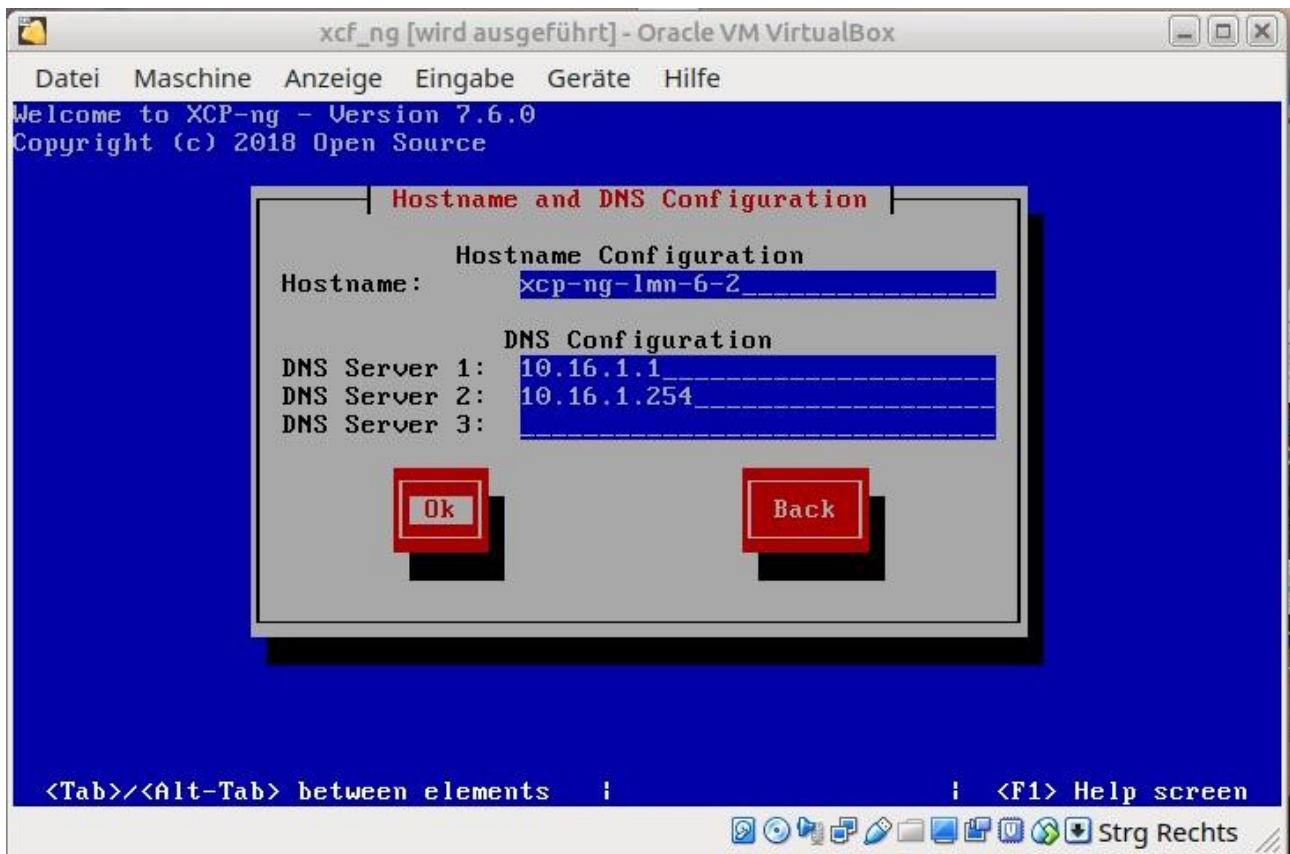 xcf_ng [wird ausgeführt] - Oracle VM VirtualBox
Datei Maschine Anzeige Eingabe Geräte Hilfe
Welcome to XCP-ng - Version 7.6.0
Copyright (c) 2018 Open Source
Hostname and DNS Configuration
Hostname Configuration
Hostname: xcp-ng-lmn-6-2
DNS Configuration
DNS Server 1: 10.16.1.1
DNS Server 2: 10.16.1.254
DNS Server 3:
Ok Back
<Tab>/<Alt-Tab> between elements | | <F1> Help screen
Strg Rechts